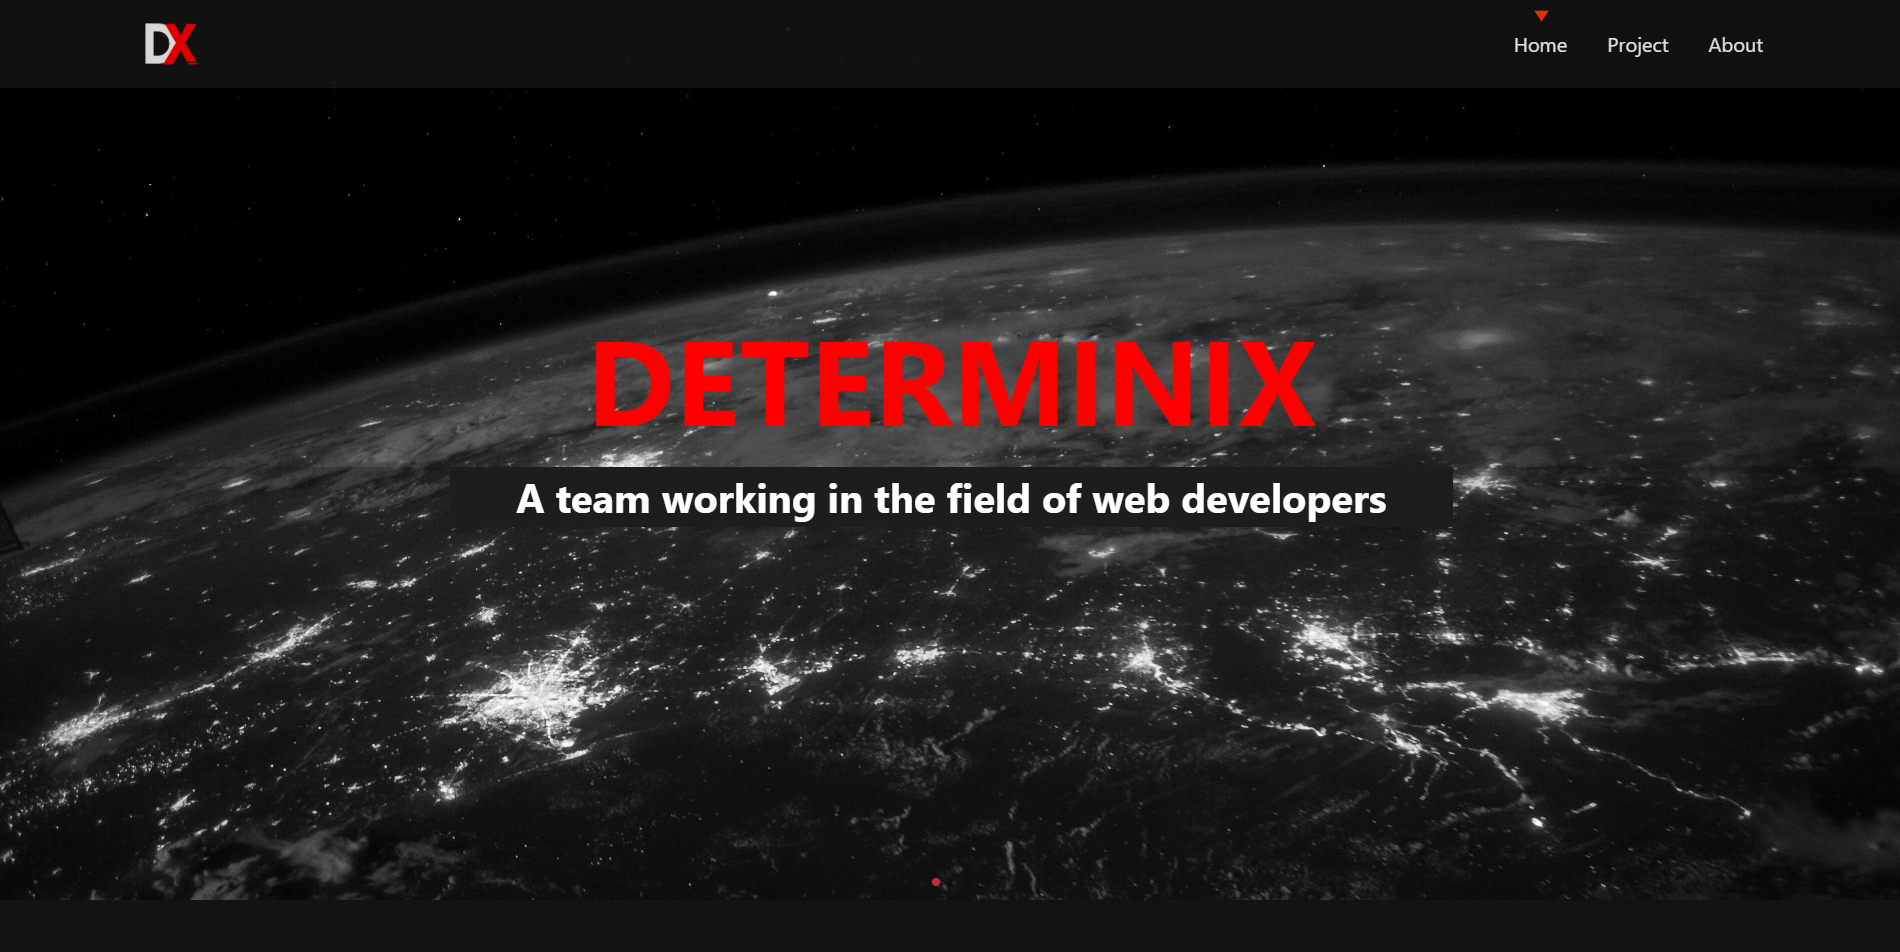 DX
Home Project About
DETERMINIX
A team working in the field of web developers